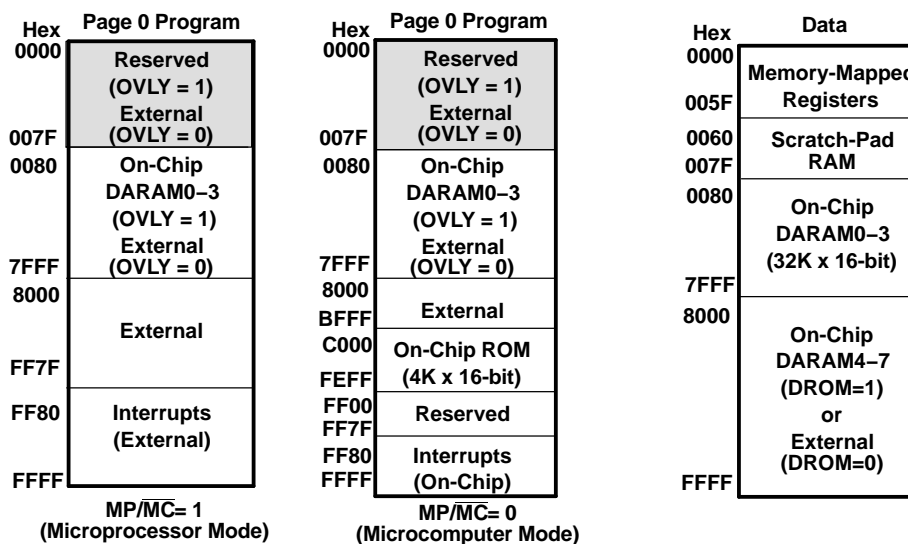 Hex
Page 0 Program
0000
Reserved
(OVLY = 1)
External
(OVLY = 0)
007F
0080
On-Chip
DARAM0–3
(OVLY = 1)
External
(OVLY = 0)
7FFF
8000
External
FF7F
FF80
Interrupts
(External)
FFFF
MP/MC= 1
(Microprocessor Mode)
Hex
Page 0 Program
0000
Reserved
(OVLY = 1)
External
(OVLY = 0)
007F
0080
On-Chip
DARAM0–3
(OVLY = 1)
External
(OVLY = 0)
7FFF
8000
External
BFFF
C000
On-Chip ROM
(4K x 16-bit)
FEFF
FF00
Reserved
FF7F
FF80
Interrupts
(On-Chip)
FFFF
MP/MC= 0
(Microcomputer Mode)
Hex
Data
0000
Memory-Mapped
Registers
005F
0060
Scratch-Pad
RAM
007F
0080
On-Chip
DARAM0–3
(32K x 16-bit)
7FFF
8000
On-Chip
DARAM4–7
(DROM=1)
or
External
(DROM=0)
FFFF